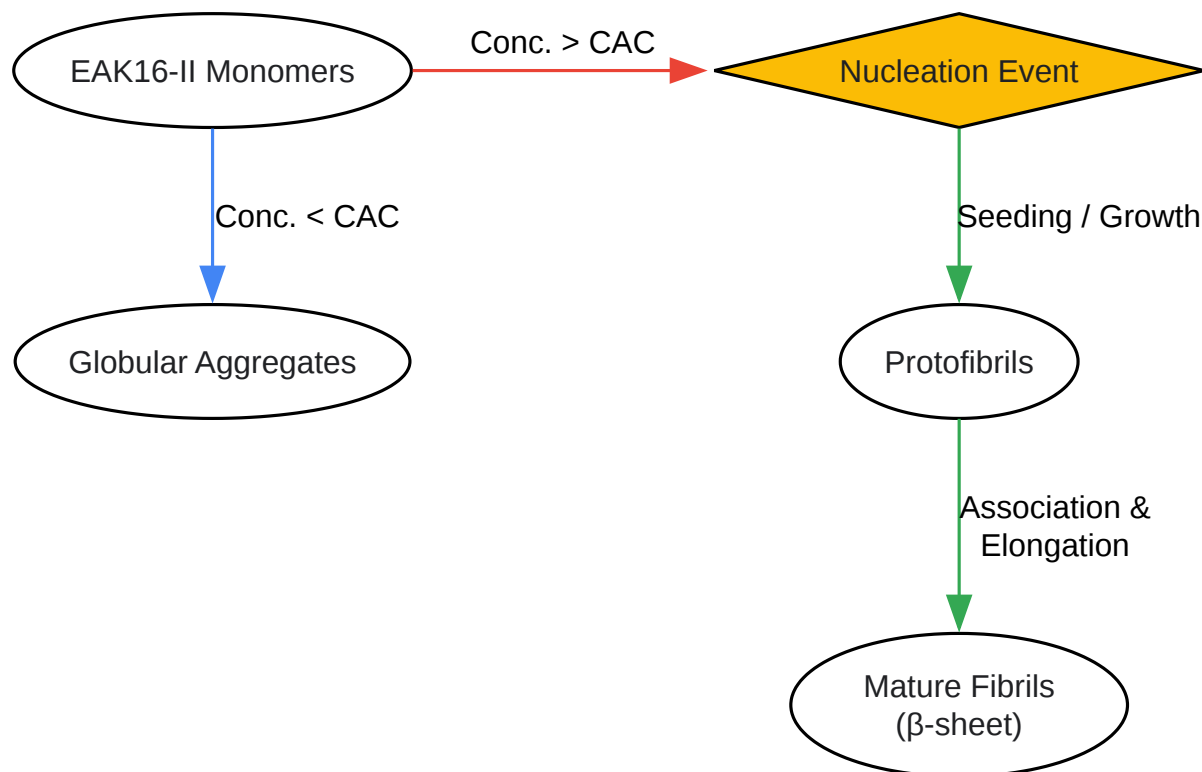 EAK16-II Monomers
Conc. > CAC
Nucleation Event
Conc. < CAC
Seeding / Growth
Globular Aggregates
Protofibrils
Association &
Elongation
Mature Fibrils
(β-sheet)